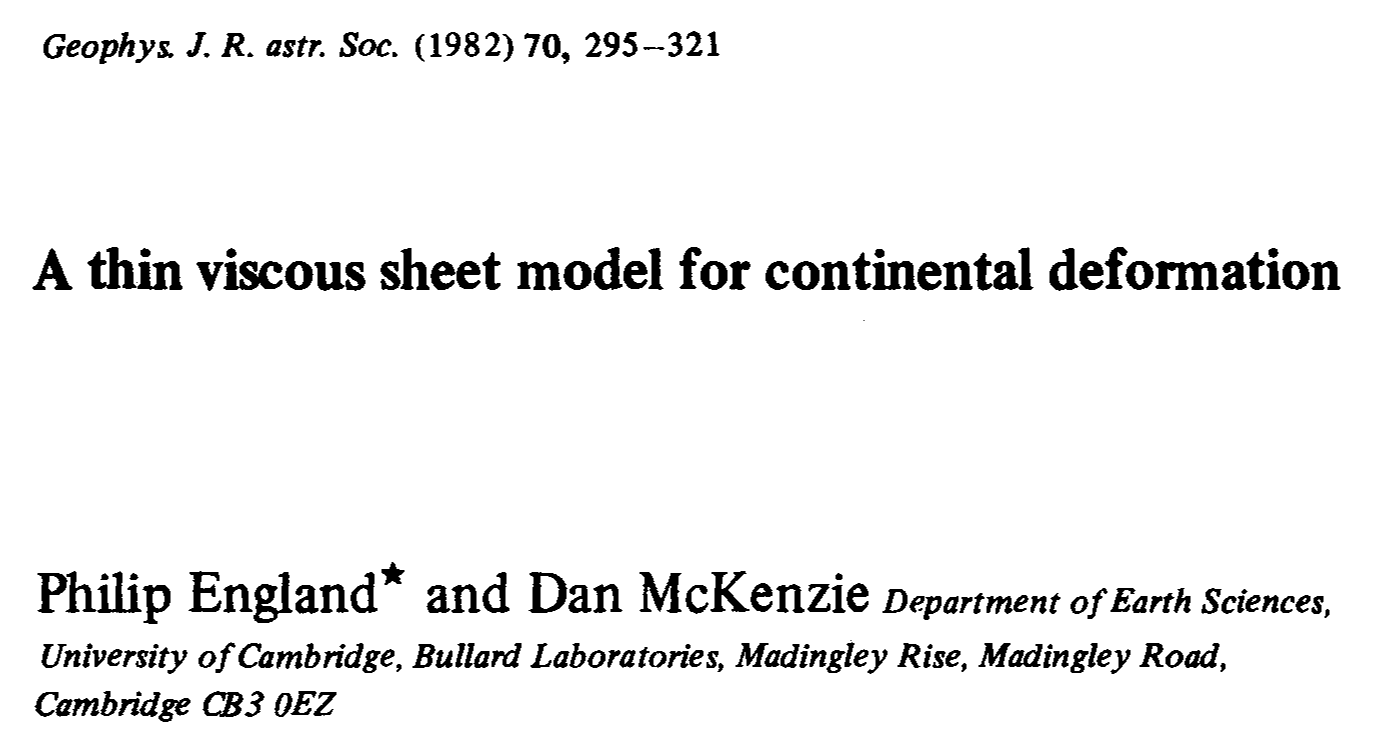 Geophys. J. R. astr. Soc. (1982) 70, 295–321
A thin viscous sheet model for continental deformation
Philip England★ and Dan McKenzie Department of Earth Sciences,
University of Cambridge, Bullard Laboratories, Madingley Rise, Madingley Road,
Cambridge CB3 0EZ